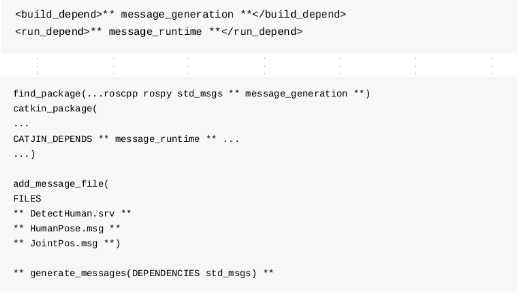 <build_depend>** message_generation **</build_depend>
<run_depend>** message_runtime **</run_depend>
find_package(...roscpp rospy std_msgs ** message_generation **)
catkin_package(
...
CATJIN_DEPENDS ** message_runtime ** ...
...)
add_message_file(
FILES
** DetectHuman.srv **
** HumanPose.msg **
** JointPos.msg **)
** generate_messages(DEPENDENCIES std_msgs) **